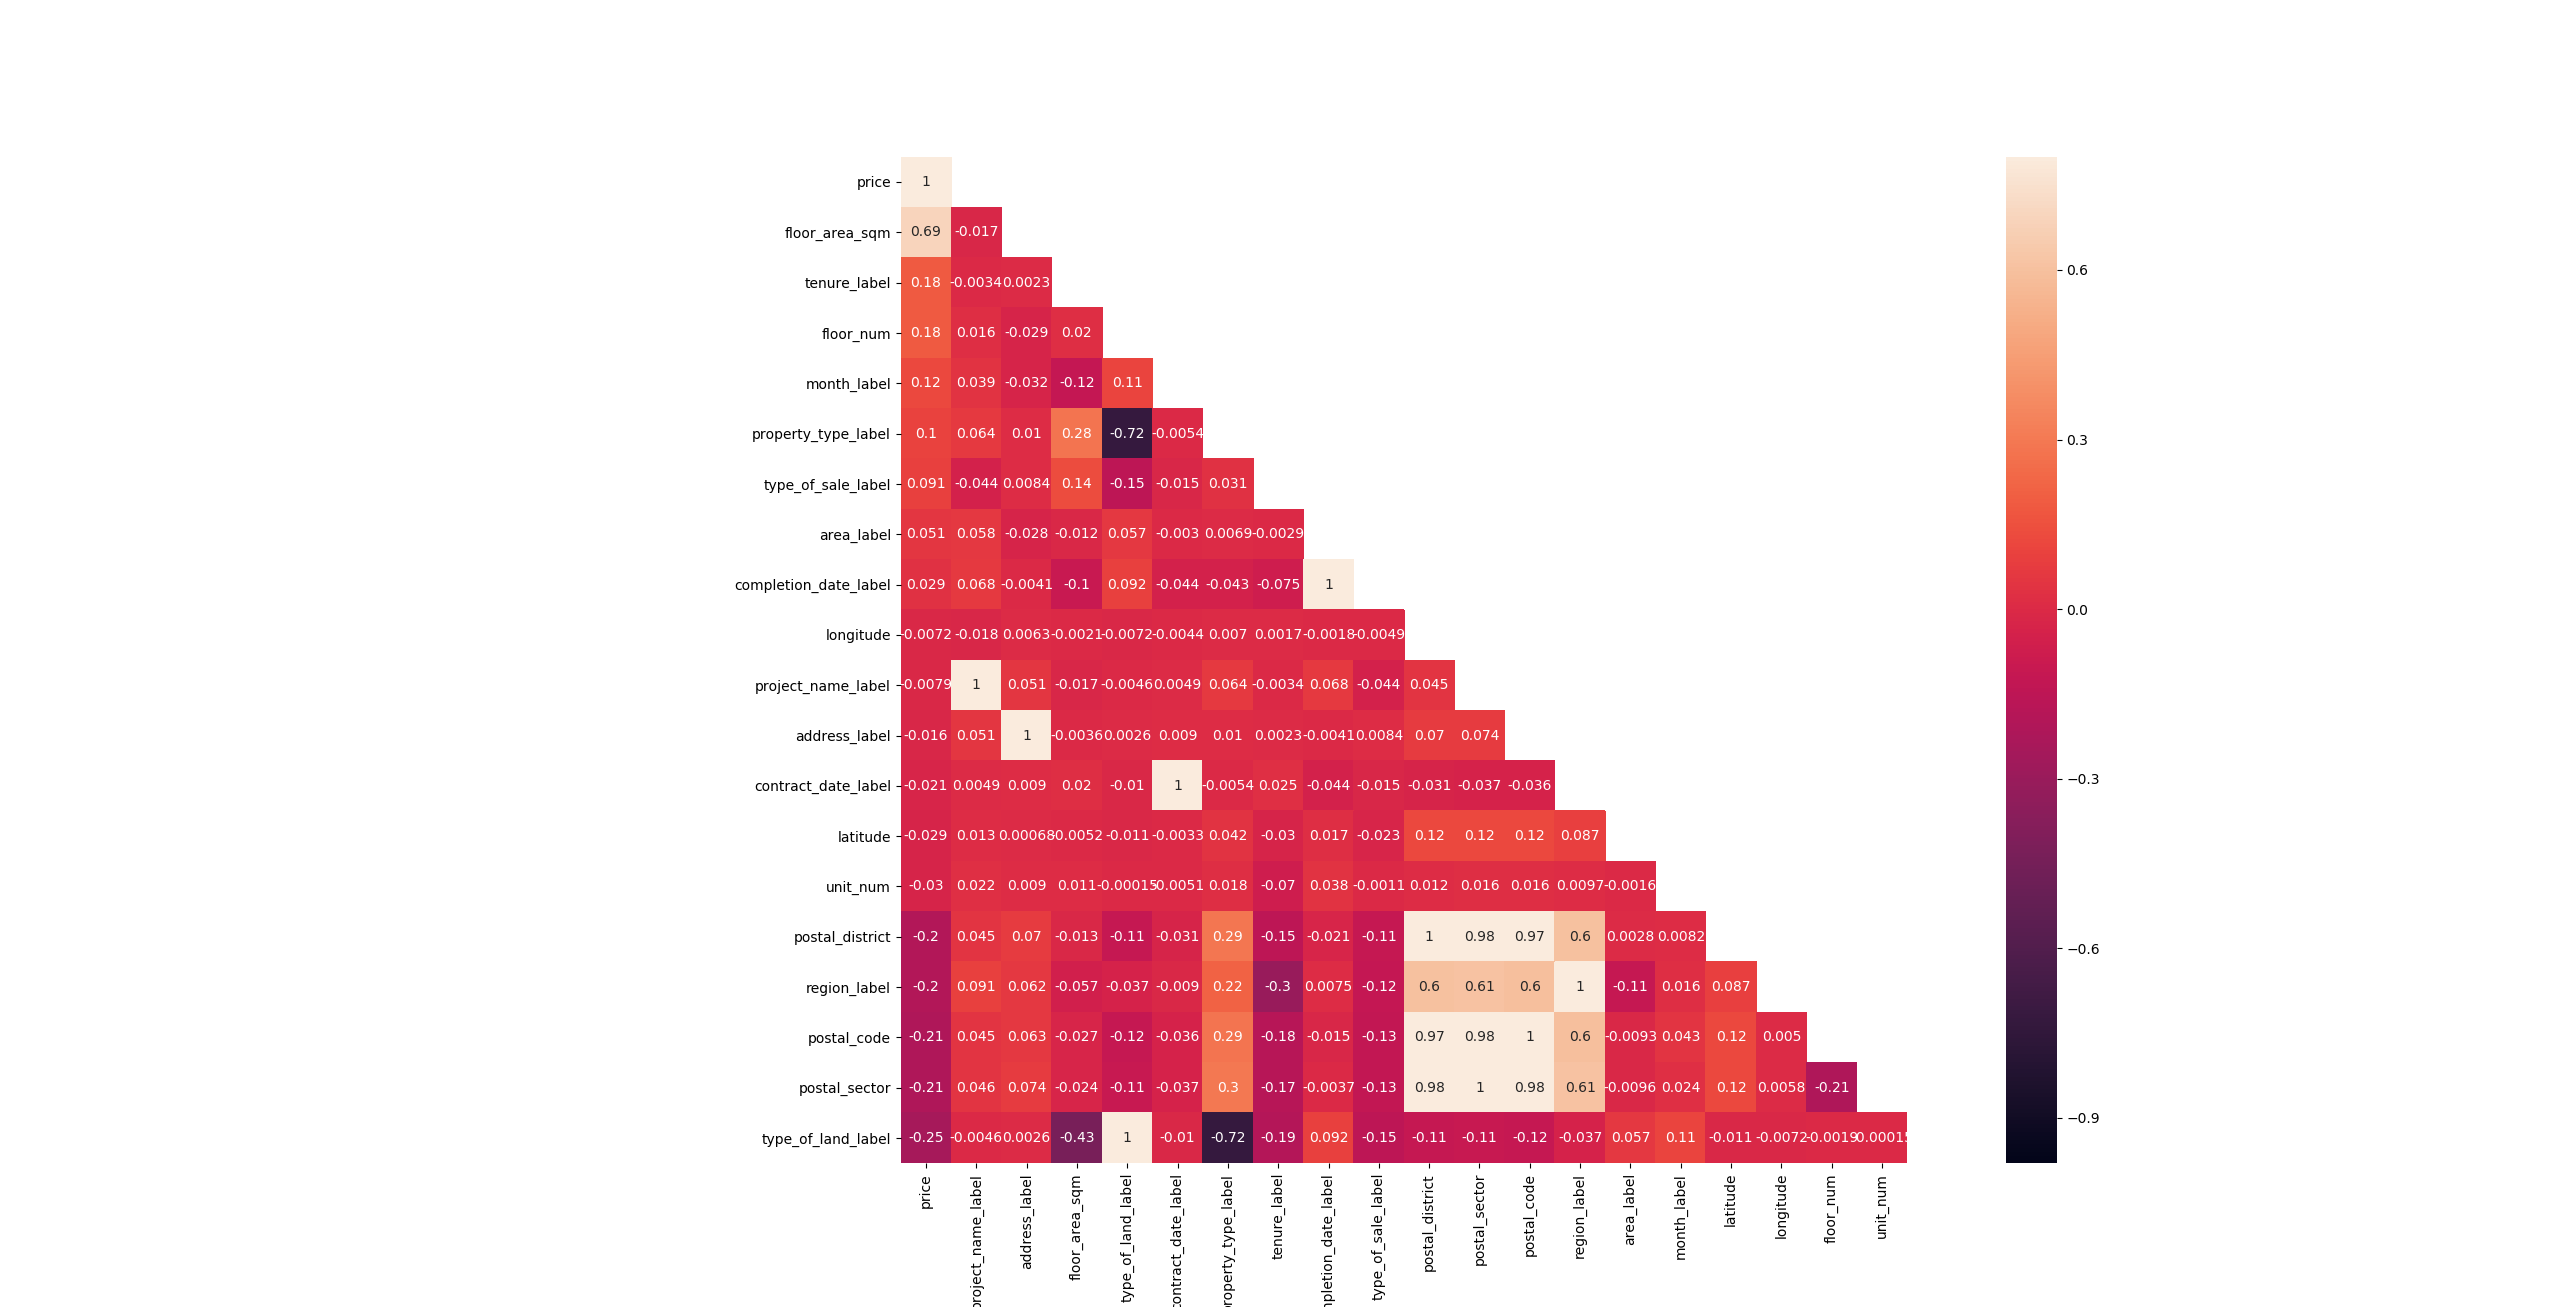 price 1
floor_area_sqm 0.69 -0.017
0.6
tenure_label 0.18 -0.0034 0.0023
floor_num 0.18 0.016 -0.029 0.02
month_label 0.12 0.039 -0.032 -0.12 0.11
property_type_label 0.1 0.064 0.01 0.28 -0.72 -0.0054
0.3
type_of_sale_label 0.091 -0.044 0.0084 0.14 -0.15 -0.015 0.031
area_label 0.051 0.058 -0.028 -0.012 0.057 -0.003 0.0069 -0.0029
completion_date_label 0.029 0.068 -0.0041 -0.1 0.092 -0.044 -0.043 -0.075 1
0.0
longitude -0.0072 -0.018 0.0063 -0.0021 -0.0072 -0.0044 0.007 0.0017 -0.0018 -0.0049
project_name_label -0.0079 1 0.051 -0.017 -0.0046 0.0049 0.064 -0.0034 0.068 -0.044 0.045
address_label -0.016 0.051 1 -0.0036 0.0026 0.009 0.01 0.0023 -0.0041 0.0084 0.07 0.074
contract_date_label -0.021 0.0049 0.009 0.02 -0.01 1 -0.0054 0.025 -0.044 -0.015 -0.031 -0.037 -0.036
−0.3
latitude -0.029 0.013 0.00068 -0.0052 -0.011 -0.0033 0.042 -0.03 0.017 -0.023 0.12 0.12 0.12 0.087
unit_num -0.03 0.022 0.009 0.011 -0.00015 0.0051 0.018 -0.07 0.038 -0.0011 0.012 0.016 0.016 0.0097 -0.0016
postal_district -0.2 0.045 0.07 -0.013 -0.11 -0.031 0.29 -0.15 -0.021 -0.11 1 0.98 0.97 0.6 0.0028 0.0082
−0.6
region_label -0.2 0.091 0.062 -0.057 -0.037 -0.009 0.22 -0.3 0.0075 -0.12 0.6 0.61 0.6 1 -0.11 0.016 0.087
postal_code -0.21 0.045 0.063 -0.027 -0.12 -0.036 0.29 -0.18 -0.015 -0.13 0.97 0.98 1 0.6 -0.0093 0.043 0.12 0.005
postal_sector -0.21 0.046 0.074 -0.024 -0.11 -0.037 0.3 -0.17 -0.0037 -0.13 0.98 1 0.98 0.61 -0.0096 0.024 0.12 0.0058 -0.21
−0.9
type_of_land_label -0.25 -0.0046 0.0026 -0.43 1 -0.01 -0.72 -0.19 0.092 -0.15 -0.11 -0.11 -0.12 -0.037 0.057 0.11 -0.011 -0.0072 -0.0019 0.00015
price
project_name_label
address_label
floor_area_sqm
type_of_land_label
contract_date_label
property_type_label
tenure_label
mpletion_date_label
type_of_sale_label
postal_district
postal_sector
postal_code
region_label
area_label
month_label
latitude
longitude
floor_num
unit_num